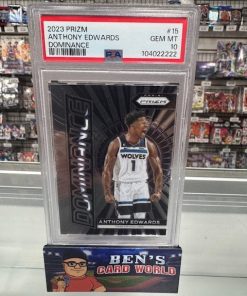 2023 PRIZM #15
ANTHONY EDWARDS GEM MT
DOMINANCE 10
PSA 104022222
PANINI
PRIZM
DOMINANCE
WOLVES
1
ANTHONY EDWARDS
BEN'S
CARD WORLD